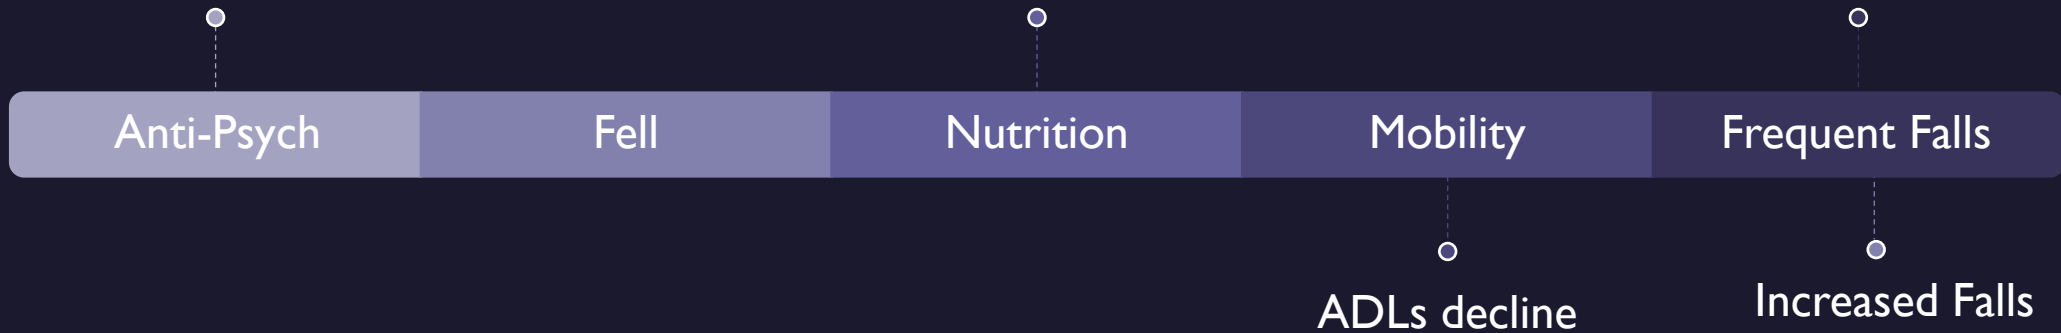 Anti-Psych
Fell
Nutrition
Mobility
Frequent Falls
ADLs decline
Increased Falls